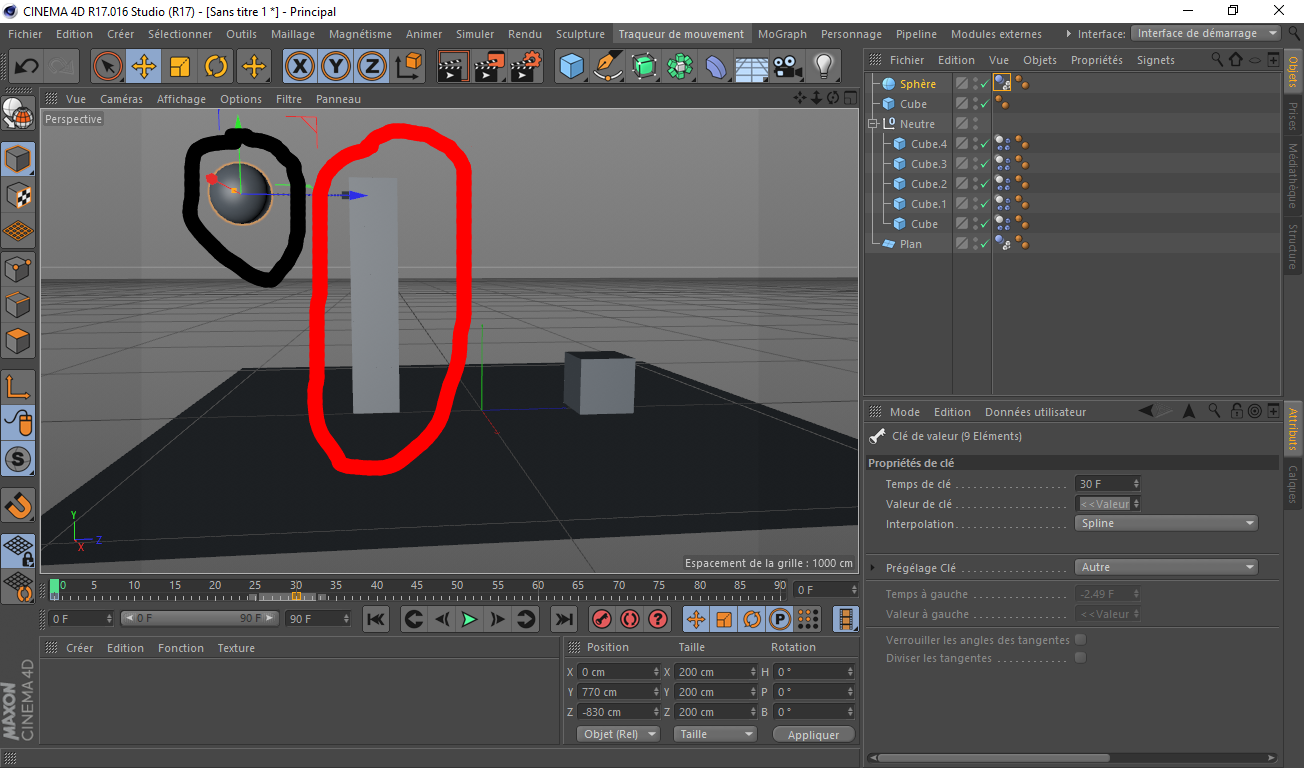 CINEMA 4D R17.016 Studio (R17) - [Sans titre 1 *] - Principal
Fichier Edition Créer Sélectionner Outils Maillage Magnétisme Animer Simuler Rendu Sculpture Traqueur de mouvement MoGraph Personnage Pipeline Modules externes Interface: Interface de démarrage
X Y Z
Fichier Edition Vue Objets Propriétés Signets
Objets
Prises
Médiathèque
Structure
Sphère
Cube
Neutre
Cube.4
Cube.3
Cube.2
Cube.1
Cube
Plan
Vue Caméras Affichage Options Filtre Panneau
Perspective
Y
Z
X
Espacement de la grille : 1000 cm
Mode Edition Données utilisateur
Attributs
Calques
Clé de valeur (9 Eléments)
Propriétés de clé
Temps de clé . . . . . . . . . . . . . . . . . . 30 F
Valeur de clé . . . . . . . . . . . . . . . . . . <<Valeur
Interpolation . . . . . . . . . . . . . . . . . . Spline
Prégélage Clé . . . . . . . . . . . . . . . . . . Autre
Temps à gauche . . . . . . . . . . . . . . . -2.49 F
Valeur à gauche . . . . . . . . . . . . . . . <<Valeur
Verrouiller les angles des tangentes
Diviser les tangentes . . . . . . . . . . . .
0 5 10 15 20 25 30 35 40 45 50 55 60 65 70 75 80 85 90 0 F
0 F 0 F 90 F 90 F
P
S
Créer Edition Fonction Texture
Position Taille Rotation
X 0 cm X 200 cm H 0 °
Y 770 cm Y 200 cm P 0 °
Z -830 cm Z 200 cm B 0 °
Objet (Rel) Taille Appliquer
MAXON
CINEMA 4D